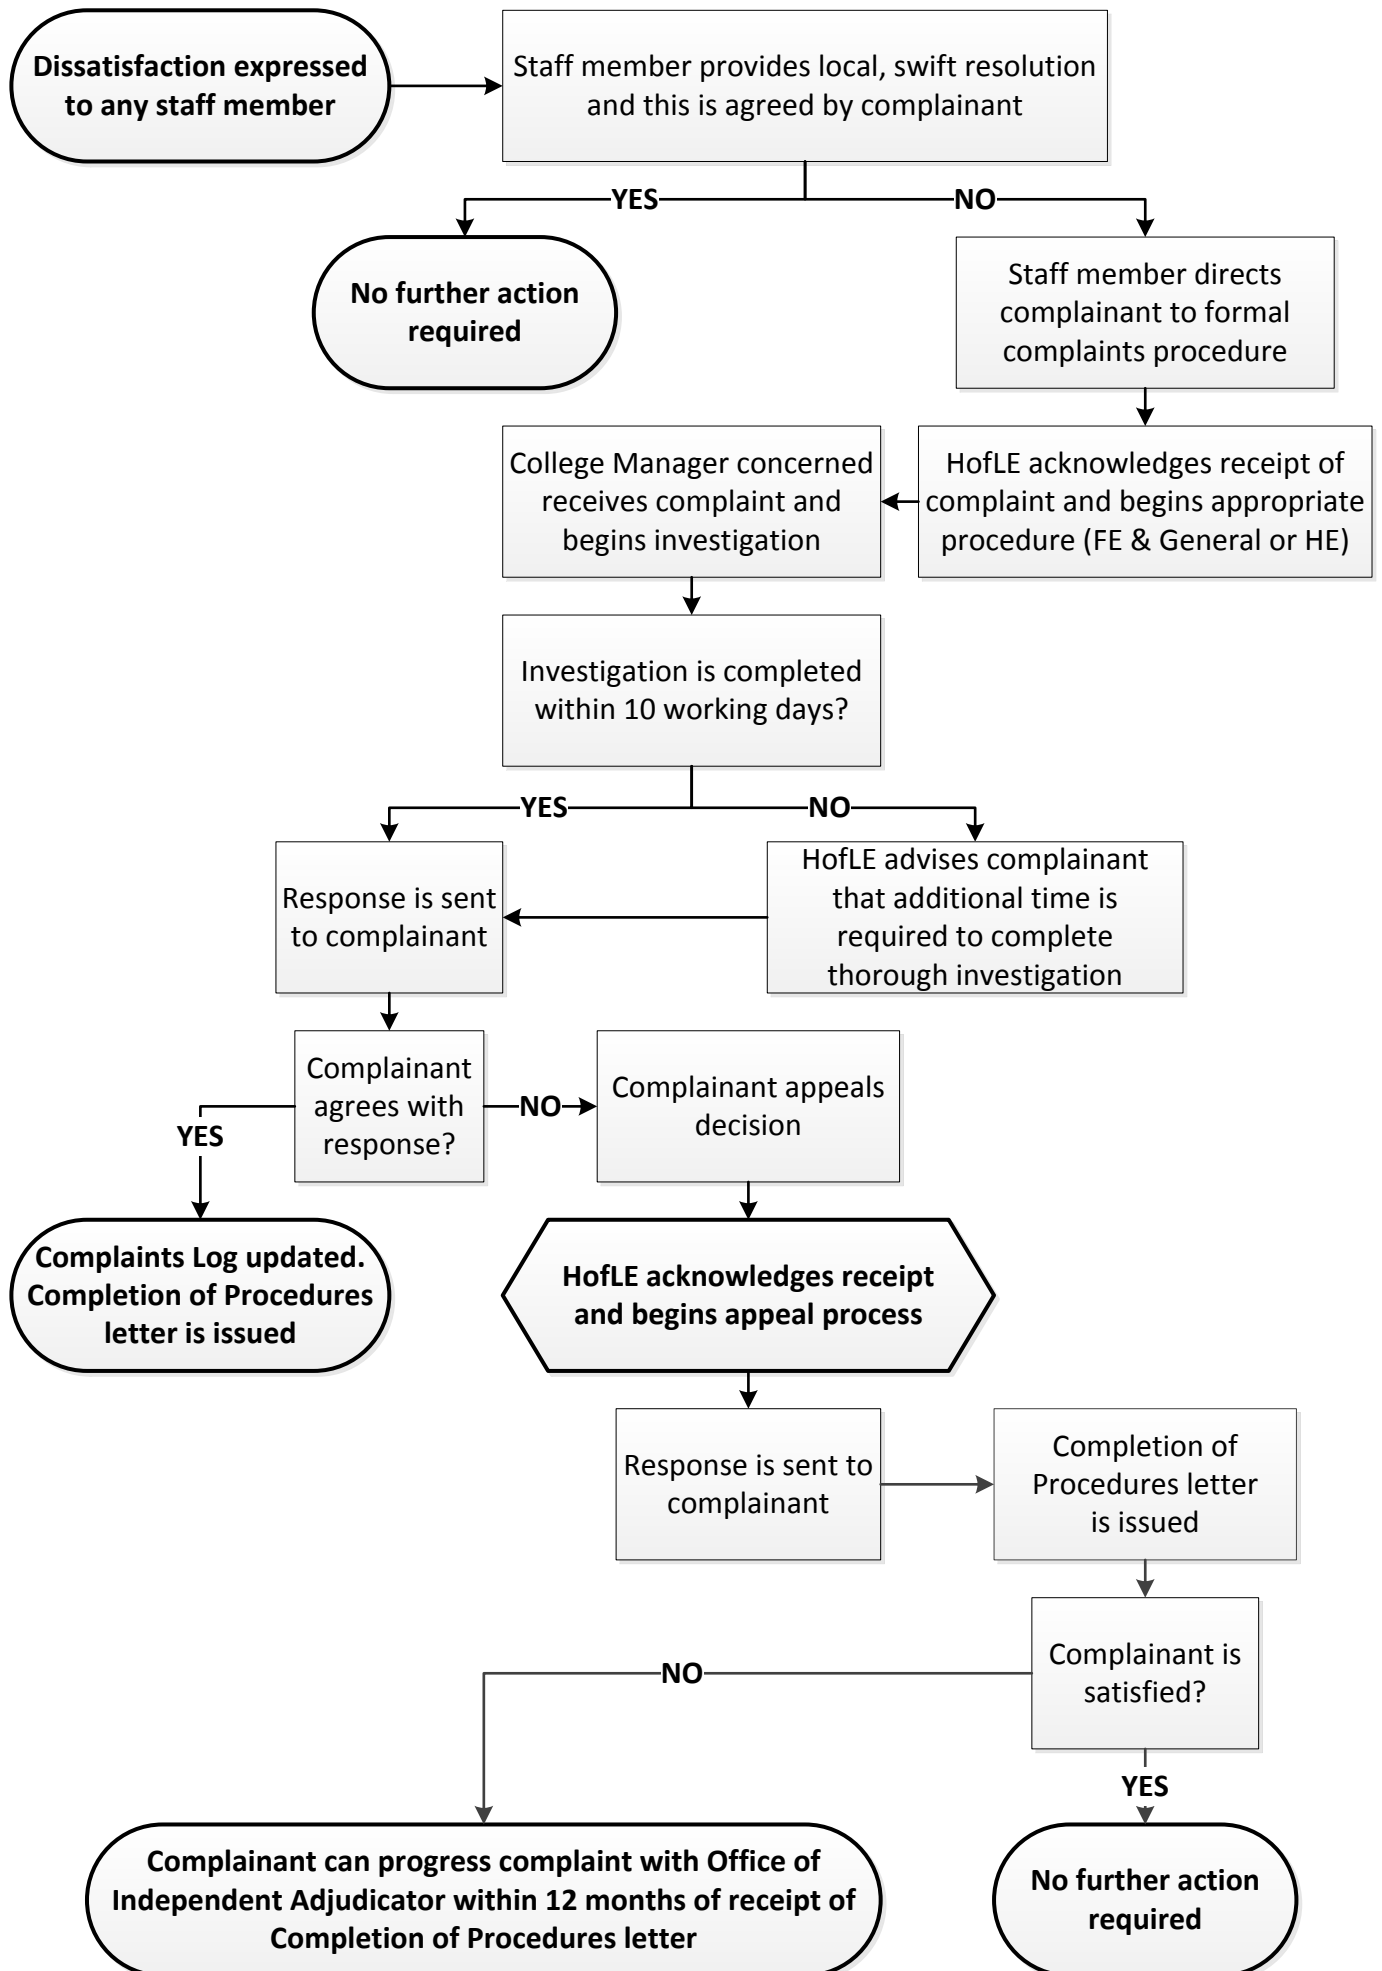 Dissatisfaction expressed
to any staff member
Staff member provides local, swift resolution
and this is agreed by complainant
YES
NO
No further action
required
Staff member directs
complainant to formal
complaints procedure
HofLE acknowledges receipt of
complaint and begins appropriate
procedure (FE & General or HE)
College Manager concerned
receives complaint and
begins investigation
Investigation is completed
within 10 working days?
YES
NO
Response is sent
to complainant
HofLE advises complainant
that additional time is
required to complete
thorough investigation
Complainant
agrees with
response?
NO
Complainant appeals
decision
YES
Complaints Log updated.
Completion of Procedures
letter is issued
HofLE acknowledges receipt
and begins appeal process
Response is sent to
complainant
Completion of
Procedures letter
is issued
Complainant is
satisfied?
NO
YES
Complainant can progress complaint with Office of
Independent Adjudicator within 12 months of receipt of
Completion of Procedures letter
No further action
required